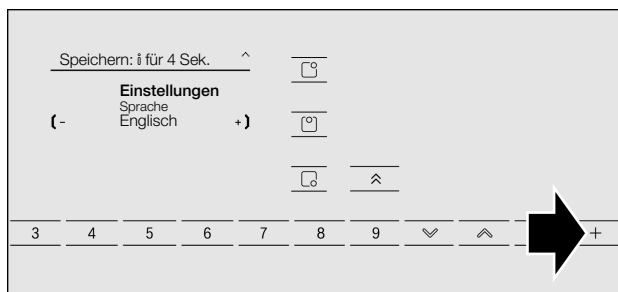 Speichern: i für 4 Sek. ^
Einstellungen
Sprache
(- Englisch +)
3 4 5 6 7 8 9 +